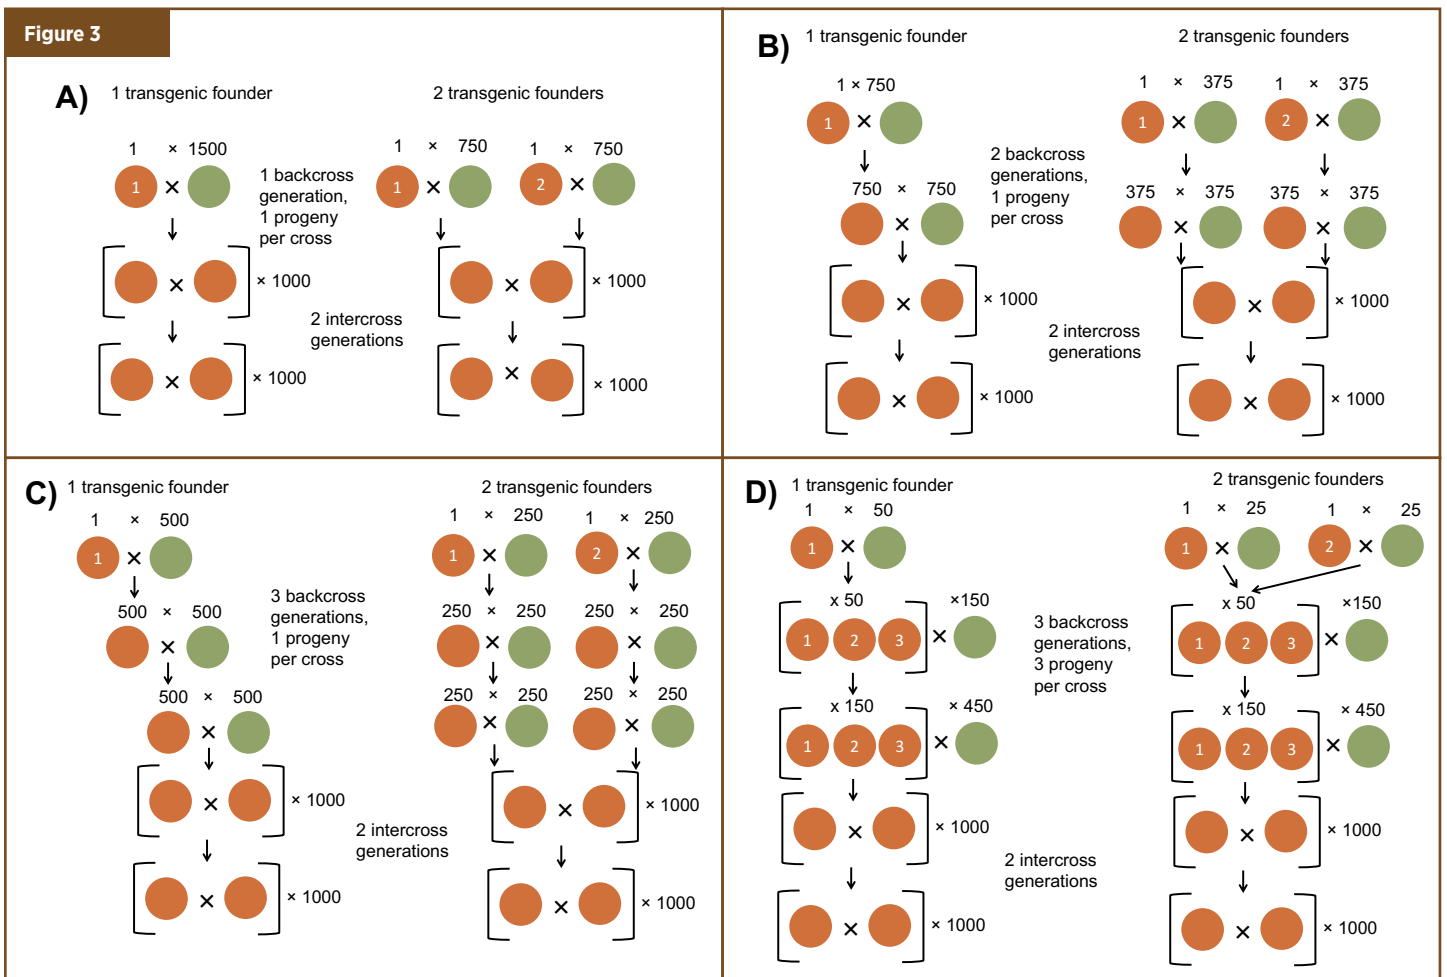 Figure 3
A)
1 transgenic founder
2 transgenic founders
1 × 1500
1 × 750
1 × 750
1 ×
1 ×
2 ×
1 backcross
generation,
1 progeny
per cross
×
× 1000
×
× 1000
2 intercross
generations
×
× 1000
×
× 1000
B)
1 transgenic founder
2 transgenic founders
1 × 750
1 × 375
1 × 375
1 ×
1 ×
2 ×
2 backcross
generations,
1 progeny
per cross
750 × 750
375 × 375
375 × 375
×
×
×
×
× 1000
×
× 1000
2 intercross
generations
×
× 1000
×
× 1000
C)
1 transgenic founder
2 transgenic founders
1 × 500
1 × 250
1 × 250
1 ×
1 ×
2 ×
3 backcross
generations,
1 progeny
per cross
500 × 500
250 × 250
250 × 250
×
×
×
500 × 500
250 × 250
250 × 250
×
×
×
×
× 1000
×
× 1000
2 intercross
generations
×
× 1000
×
× 1000
D)
1 transgenic founder
2 transgenic founders
1 × 50
1 × 25
1 × 25
1 ×
1 ×
2 ×
x 50
×150
x 50
×150
1 2 3 ×
1 2 3 ×
3 backcross
generations,
3 progeny
per cross
x 150
× 450
x 150
× 450
1 2 3 ×
1 2 3 ×
×
× 1000
×
× 1000
2 intercross
generations
×
× 1000
×
× 1000